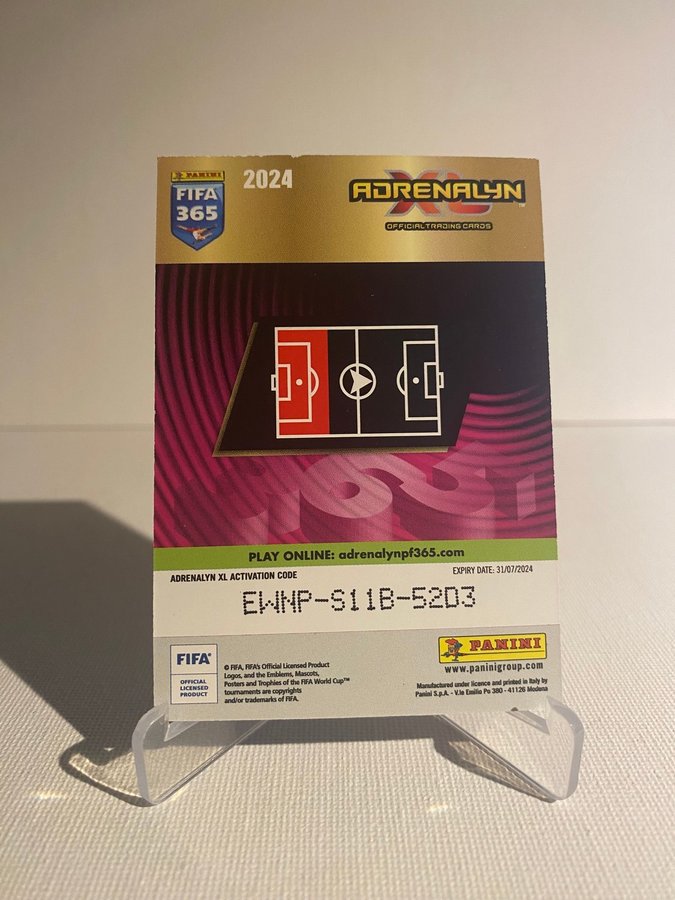 PANINI
FIFA
365
2024
ADRENALYN
XL
OFFICIAL TRADING CARDS
PLAY ONLINE: adrenalynpf365.com
ADRENALYN XL ACTIVATION CODE
EXPIRY DATE: 31/07/2024
EWMP-S11B-52D3
FIFA®
OFFICIAL
LICENSED
PRODUCT
© FIFA, FIFA's Official Licensed Product
Logos, and the Emblems, Mascots,
Posters and Trophies of the FIFA World Cup™
tournaments are copyrights
and/or trademarks of FIFA.
PANINI
www.paninigroup.com
Manufactured under licence and printed in Italy by
Panini S.p.A. - V.le Emilio Po 380 - 41126 Modena